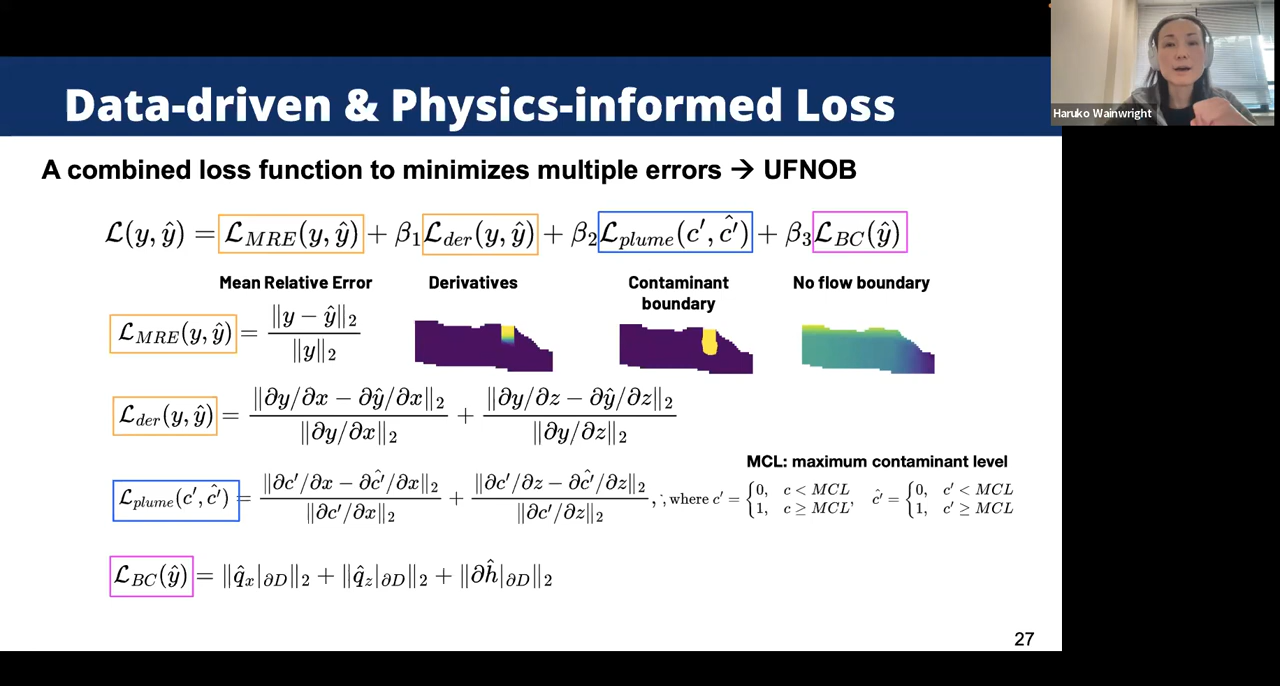 Data-driven & Physics-informed Loss
Haruko Wainwright
A combined loss function to minimizes multiple errors → UFNOB
ℒ(y, ŷ) = ℒ_MRE(y, ŷ) + β₁ℒ_der(y, ŷ) + β₂ℒ_plume(c′, ĉ′) + β₃ℒ_BC(ŷ)
Mean Relative Error Derivatives Contaminant boundary No flow boundary
ℒ_MRE(y, ŷ) = ‖y − ŷ‖₂ / ‖y‖₂
ℒ_der(y, ŷ) = ‖∂y/∂x − ∂ŷ/∂x‖₂ / ‖∂y/∂x‖₂ + ‖∂y/∂z − ∂ŷ/∂z‖₂ / ‖∂y/∂z‖₂
MCL: maximum contaminant level
ℒ_plume(c′, ĉ′) = ‖∂c′/∂x − ∂ĉ′/∂x‖₂ / ‖∂c′/∂x‖₂ + ‖∂c′/∂z − ∂ĉ′/∂z‖₂ / ‖∂c′/∂z‖₂, where c′ = {0, c < MCL; 1, c ≥ MCL, ĉ′ = {0, c′ < MCL; 1, c′ ≥ MCL
ℒ_BC(ŷ) = ‖q̂ₓ|∂D‖₂ + ‖q̂_z|∂D‖₂ + ‖∂ĥ|∂D‖₂
27